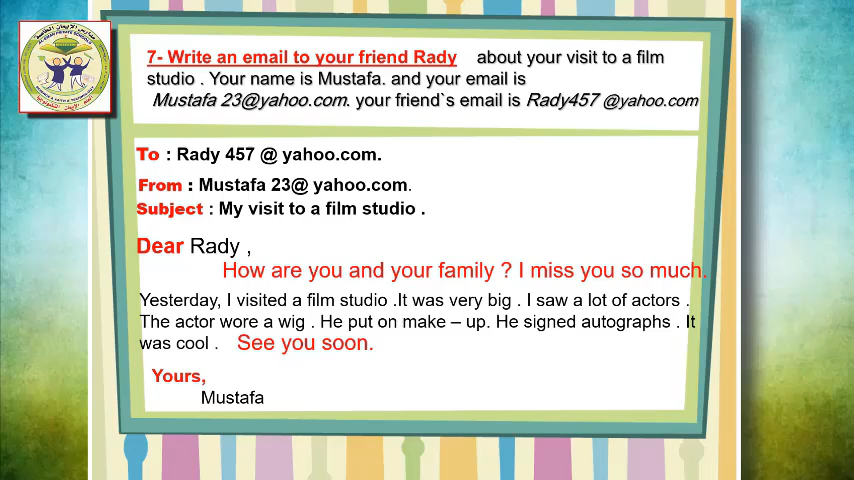 7- Write an email to your friend Rady about your visit to a film
studio . Your name is Mustafa. and your email is
Mustafa 23@yahoo.com. your friend`s email is Rady457 @yahoo.com
To : Rady 457 @ yahoo.com.
From : Mustafa 23@ yahoo.com.
Subject : My visit to a film studio .
Dear Rady ,
How are you and your family ? I miss you so much.
Yesterday, I visited a film studio .It was very big . I saw a lot of actors .
The actor wore a wig . He put on make – up. He signed autographs . It
was cool . See you soon.
Yours,
Mustafa